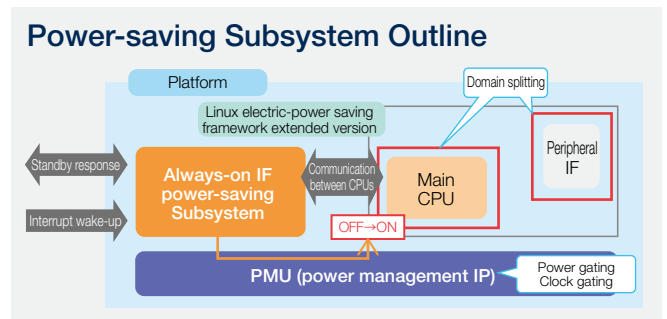 Power-saving Subsystem Outline
Platform
Domain splitting
Linux electric-power saving
framework extended version
Standby response
Always-on IF
power-saving
Subsystem
Communication
between CPUs
Main
CPU
Peripheral
IF
Interrupt wake-up
OFF→ON
PMU (power management IP)
Power gating
Clock gating